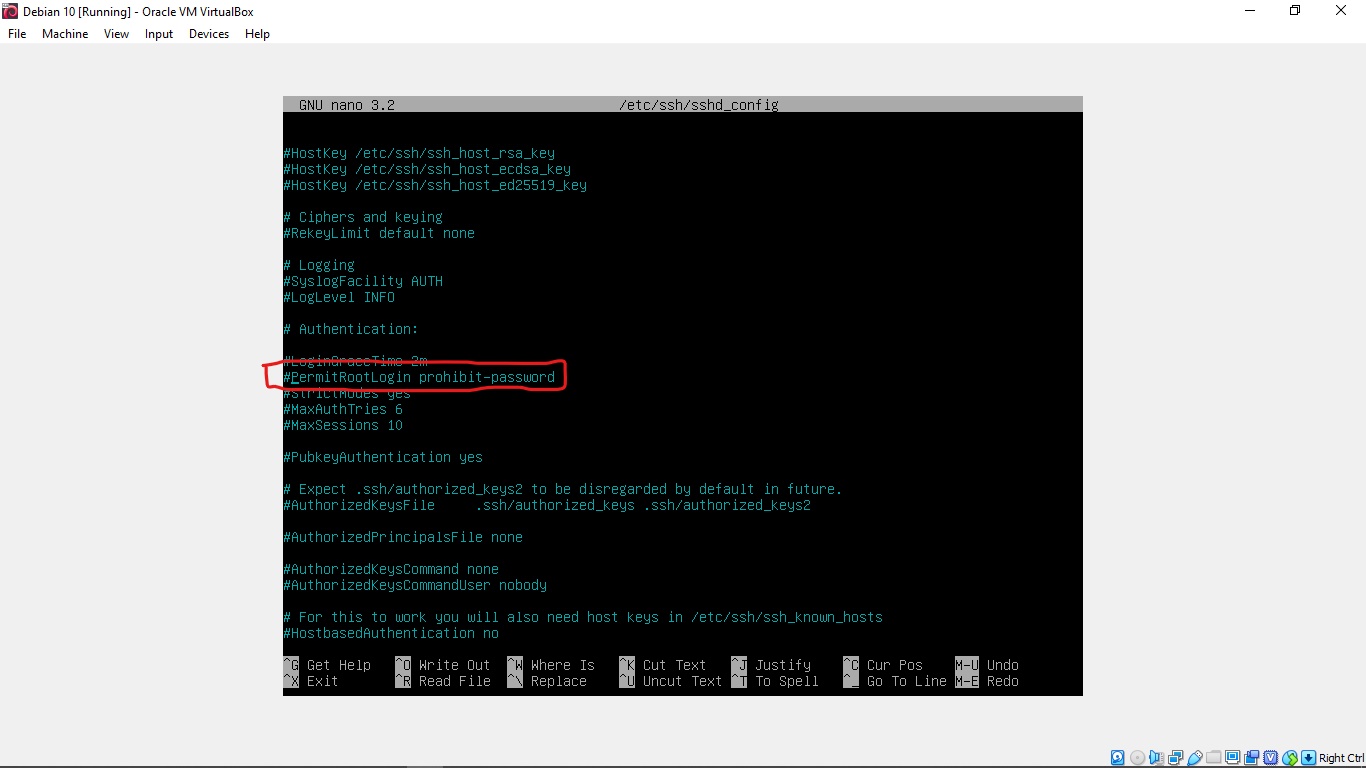 Debian 10 [Running] - Oracle VM VirtualBox
File Machine View Input Devices Help
GNU nano 3.2 /etc/ssh/sshd_config
#HostKey /etc/ssh/ssh_host_rsa_key
#HostKey /etc/ssh/ssh_host_ecdsa_key
#HostKey /etc/ssh/ssh_host_ed25519_key
# Ciphers and keying
#RekeyLimit default none
# Logging
#SyslogFacility AUTH
#LogLevel INFO
# Authentication:
#LoginGraceTime 2m
#PermitRootLogin prohibit-password
#StrictModes yes
#MaxAuthTries 6
#MaxSessions 10
#PubkeyAuthentication yes
# Expect .ssh/authorized_keys2 to be disregarded by default in future.
#AuthorizedKeysFile .ssh/authorized_keys .ssh/authorized_keys2
#AuthorizedPrincipalsFile none
#AuthorizedKeysCommand none
#AuthorizedKeysCommandUser nobody
# For this to work you will also need host keys in /etc/ssh/ssh_known_hosts
#HostbasedAuthentication no
^G Get Help ^O Write Out ^W Where Is ^K Cut Text ^J Justify ^C Cur Pos M-U Undo
^X Exit ^R Read File ^\ Replace ^U Uncut Text ^T To Spell ^_ Go To Line M-E Redo
Right Ctrl